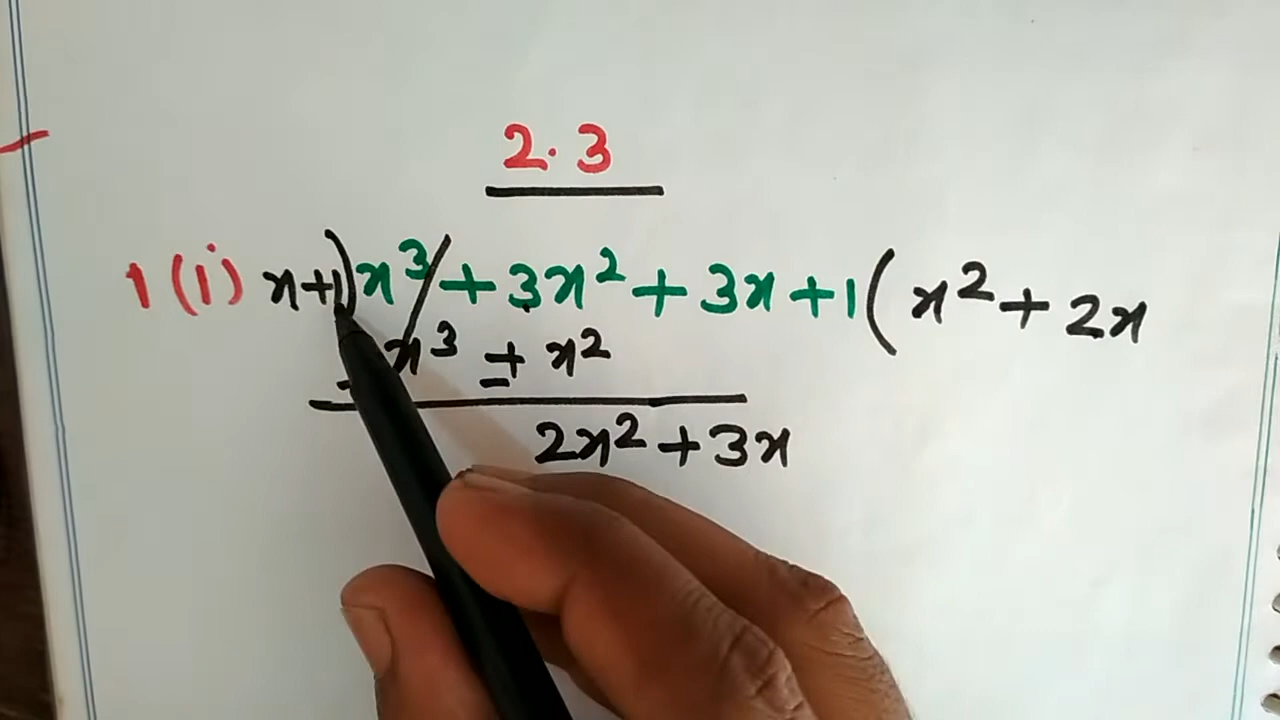 2.3
1(i) x+1)x³ + 3x² + 3x + 1(x² + 2x
x³ + x²
- -
2x² + 3x